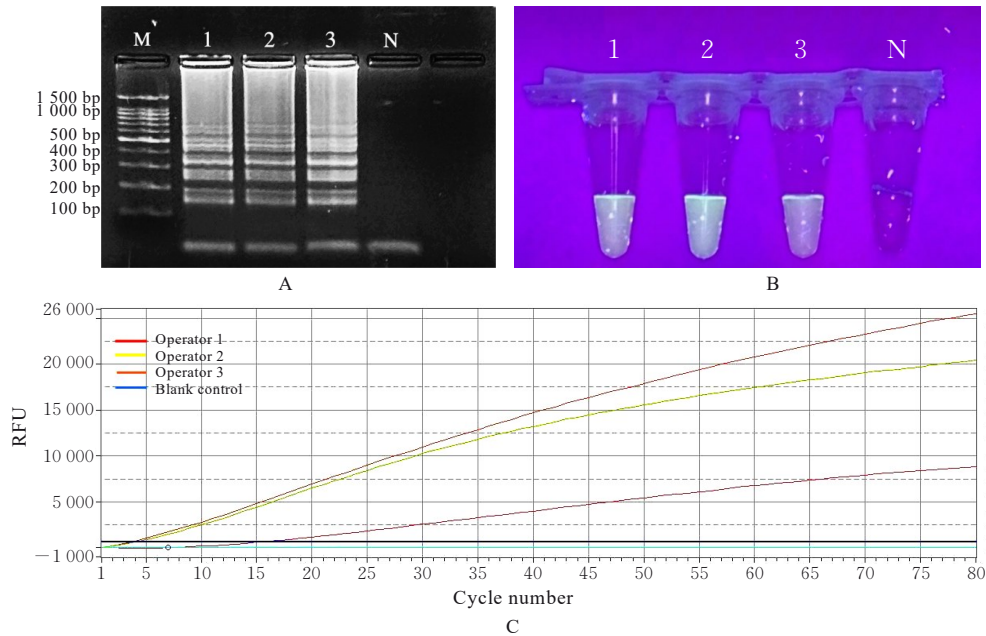 M 1 2 3 N
1 500 bp
1 000 bp
500 bp
400 bp
300 bp
200 bp
100 bp
A
1 2 3 N
B
26 000
20 000
15 000
10 000
5 000
−1 000
RFU
Operator 1
Operator 2
Operator 3
Blank control
1 5 10 15 20 25 30 35 40 45 50 55 60 65 70 75 80
Cycle number
C